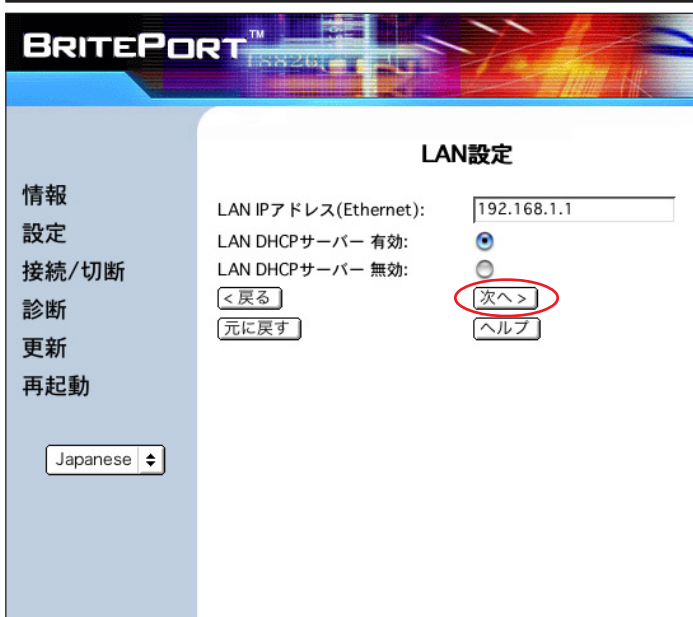 BRITEPORT™
LAN設定
情報
設定
接続/切断
診断
更新
再起動
Japanese
LAN IPアドレス(Ethernet): 192.168.1.1
LAN DHCPサーバー 有効:
LAN DHCPサーバー 無効:
<戻る 次へ>
元に戻す ヘルプ